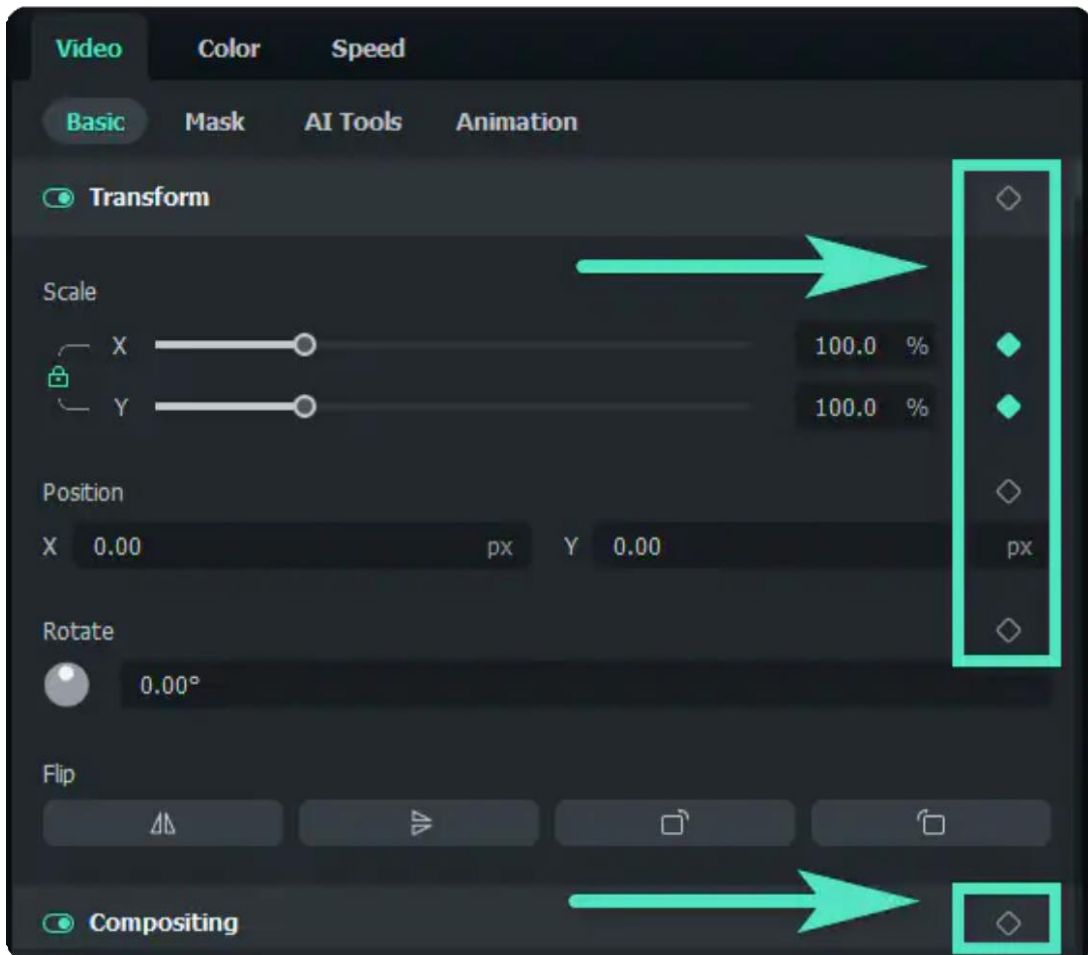 Video Color Speed
Basic Mask AI Tools Animation
Transform
Scale
X 100.0 %
Y 100.0 %
Position
X 0.00 px Y 0.00 px
Rotate
0.00°
Flip
Compositing